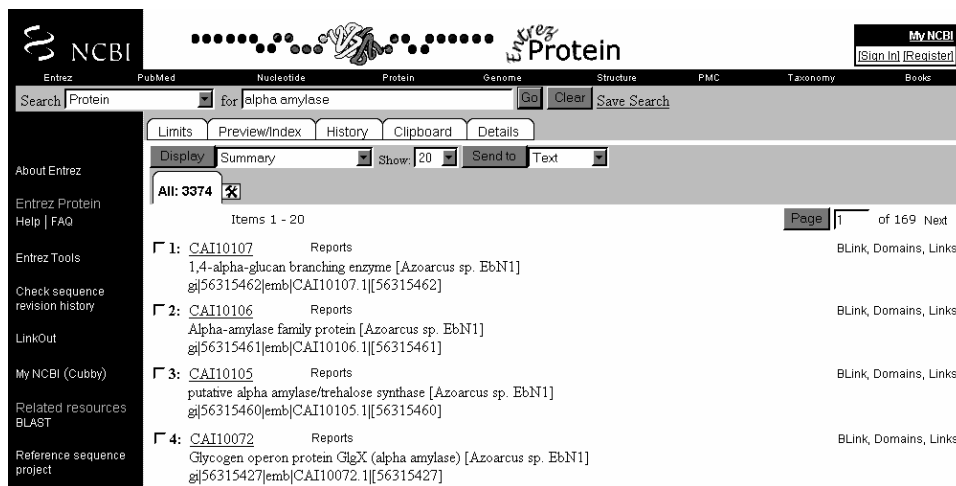 NCBI
Entrez Protein
My NCBI
[Sign In] [Register]
Entrez PubMed Nucleotide Protein Genome Structure PMC Taxonomy Books
Search Protein for alpha amylase Go Clear Save Search
Limits Preview/Index History Clipboard Details
Display Summary Show: 20 Send to Text
All: 3374
Items 1 - 20 Page 1 of 169 Next
About Entrez
Entrez Protein
Help | FAQ
Entrez Tools
Check sequence
revision history
LinkOut
My NCBI (Cubby)
Related resources
BLAST
Reference sequence
project
1: CAI10107 Reports BLink, Domains, Links
1,4-alpha-glucan branching enzyme [Azoarcus sp. EbN1]
gi|56315462|emb|CAI10107.1|[56315462]
2: CAI10106 BLink, Domains, Links
Alpha-amylase family protein [Azoarcus sp. EbN1]
gi|56315461|emb|CAI10106.1|[56315461]
3: CAI10105 Reports BLink, Domains, Links
putative alpha amylase/trehalose synthase [Azoarcus sp. EbN1]
gi|56315460|emb|CAI10105.1|[56315460]
4: CAI10072 Reports BLink, Domains, Links
Glycogen operon protein GlgX (alpha amylase) [Azoarcus sp. EbN1]
gi|56315427|emb|CAI10072.1|[56315427]